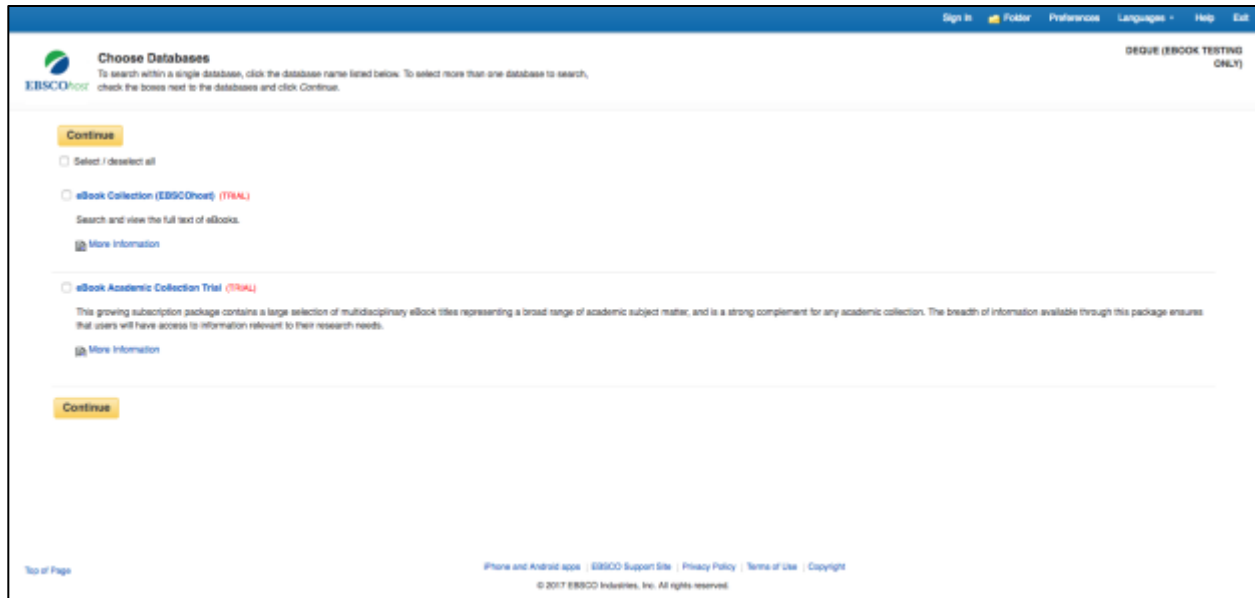 Sign In Folder Preferences Languages Help Exit
EBSCOhost
Choose Databases
To search within a single database, click the database name listed below. To select more than one database to search,
check the boxes next to the databases and click Continue.
DEQUE (EBOOK TESTING
ONLY)
Continue
Select / deselect all
eBook Collection (EBSCOhost) (TRIAL)
Search and view the full text of eBooks.
More Information
eBook Academic Collection Trial (TRIAL)
This growing subscription package contains a large selection of multidisciplinary eBook titles representing a broad range of academic subject matter, and is a strong complement for any academic collection. The breadth of information available through this package ensures
that users will have access to information relevant to their research needs.
More Information
Continue
Top of Page
iPhone and Android apps | EBSCO Support Site | Privacy Policy | Terms of Use | Copyright
© 2017 EBSCO Industries, Inc. All rights reserved.